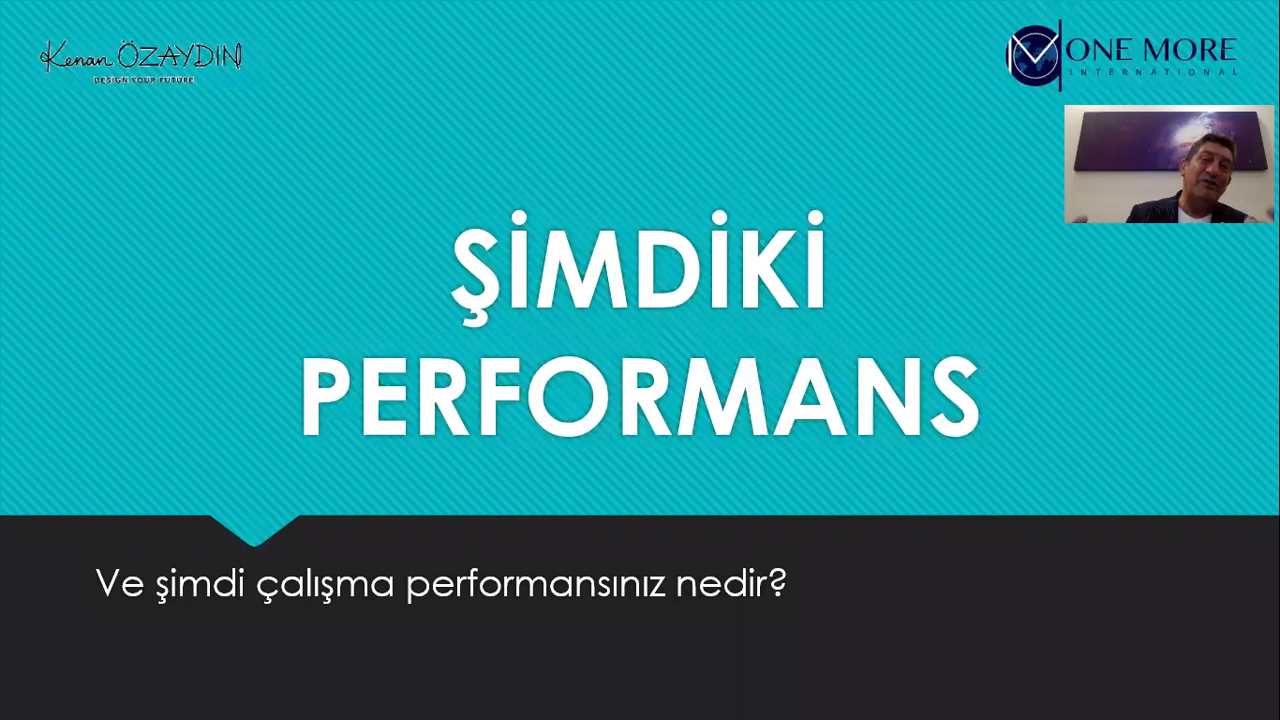 Kenan ÖZAYDIN
DESIGN YOUR FUTURE
ONE MORE
INTERNATIONAL
ŞİMDİKİ
PERFORMANS
Ve şimdi çalışma performansınız nedir?